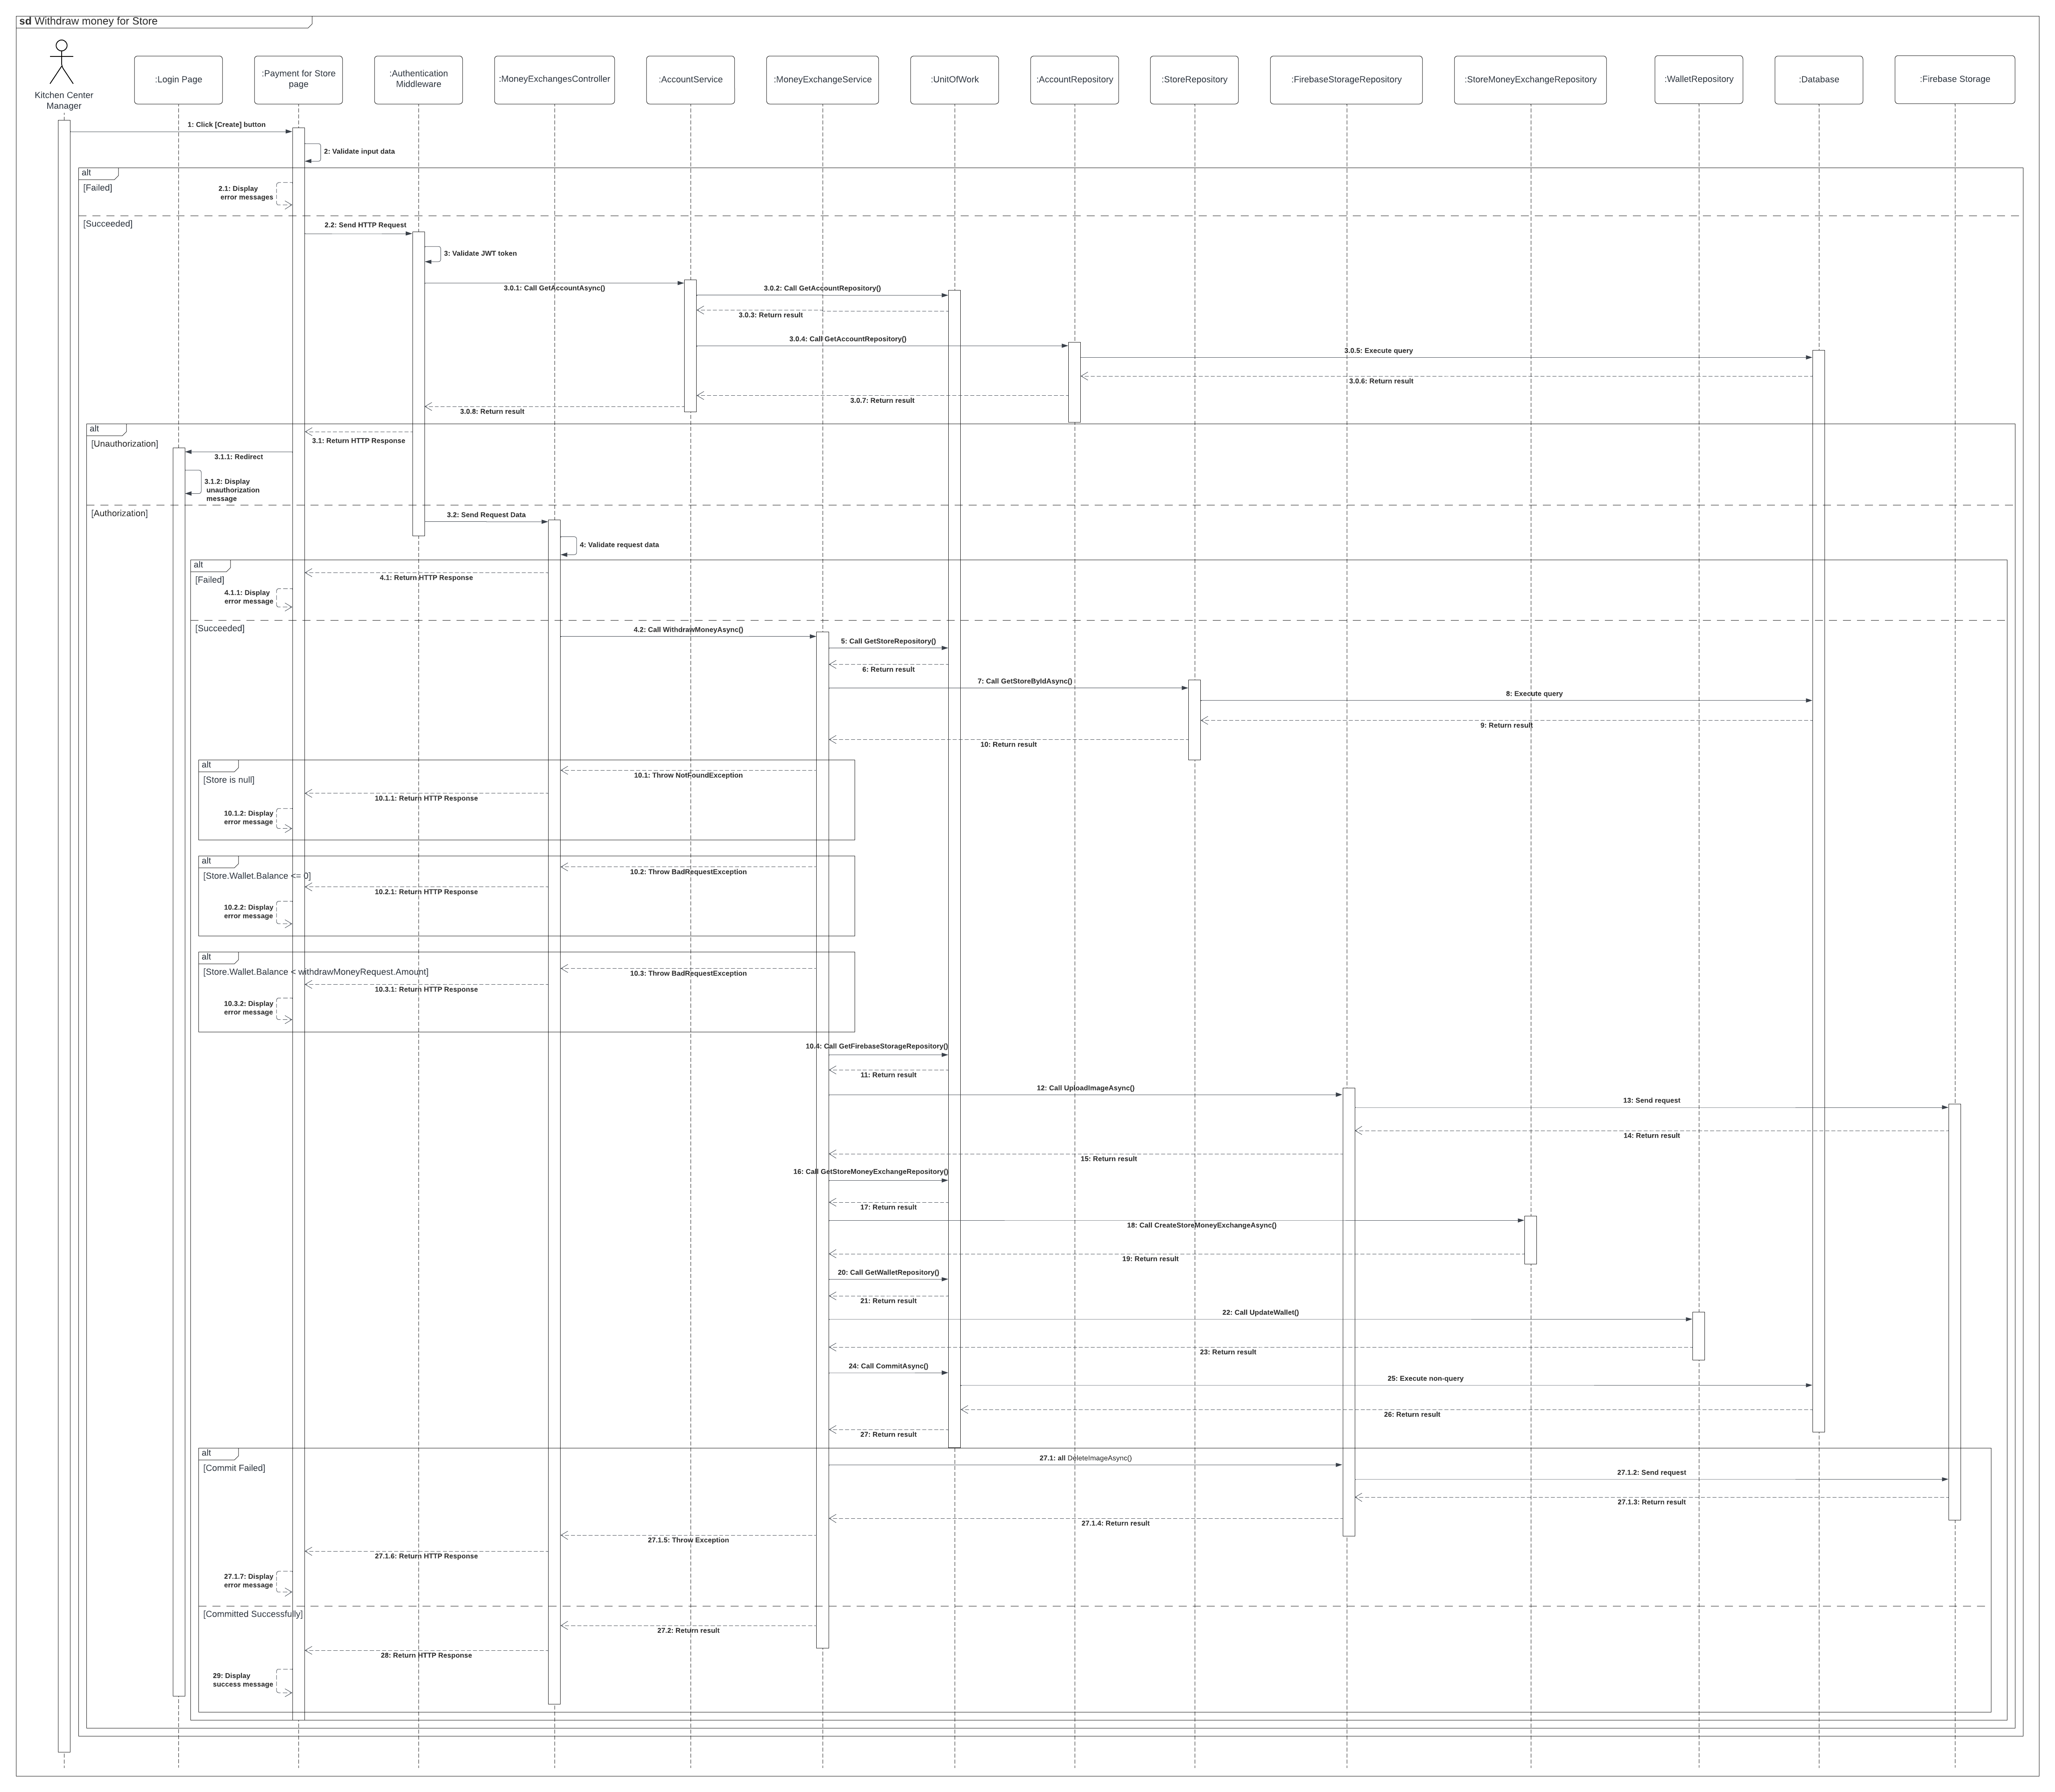 sd Withdraw money for Store
Kitchen Center
Manager
:Login Page
:Payment for Store
page
:Authentication
Middleware
:MoneyExchangesController
:AccountService
:MoneyExchangeService
:UnitOfWork
:AccountRepository
:StoreRepository
:FirebaseStorageRepository
:StoreMoneyExchangeRepository
:WalletRepository
:Database
:Firebase Storage
1: Click [Create] button
2: Validate input data
alt
[Failed]
2.1: Display
error messages
[Succeeded]
2.2: Send HTTP Request
3: Validate JWT token
3.0.1: Call GetAccountAsync()
3.0.2: Call GetAccountRepository()
3.0.3: Return result
3.0.4: Call GetAccountRepository()
3.0.5: Execute query
3.0.6: Return result
3.0.7: Return result
3.0.8: Return result
alt
[Unauthorization]
3.1: Return HTTP Response
3.1.1: Redirect
3.1.2: Display
unauthorization
message
[Authorization]
3.2: Send Request Data
4: Validate request data
alt
[Failed]
4.1: Return HTTP Response
4.1.1: Display
error message
[Succeeded]
4.2: Call WithdrawMoneyAsync()
5: Call GetStoreRepository()
6: Return result
7: Call GetStoreByIdAsync()
8: Execute query
9: Return result
10: Return result
alt
[Store is null]
10.1: Throw NotFoundException
10.1.1: Return HTTP Response
10.1.2: Display
error message
alt
[Store.Wallet.Balance <= 0]
10.2: Throw BadRequestException
10.2.1: Return HTTP Response
10.2.2: Display
error message
alt
[Store.Wallet.Balance < withdrawMoneyRequest.Amount]
10.3: Throw BadRequestException
10.3.1: Return HTTP Response
10.3.2: Display
error message
10.4: Call GetFirebaseStorageRepository()
11: Return result
12: Call UploadImageAsync()
13: Send request
14: Return result
15: Return result
16: Call GetStoreMoneyExchangeRepository()
17: Return result
18: Call CreateStoreMoneyExchangeAsync()
19: Return result
20: Call GetWalletRepository()
21: Return result
22: Call UpdateWallet()
23: Return result
24: Call CommitAsync()
25: Execute non-query
26: Return result
27: Return result
alt
[Commit Failed]
27.1: all DeleteImageAsync()
27.1.2: Send request
27.1.3: Return result
27.1.4: Return result
27.1.5: Throw Exception
27.1.6: Return HTTP Response
27.1.7: Display
error message
[Committed Successfully]
27.2: Return result
28: Return HTTP Response
29: Display
success message